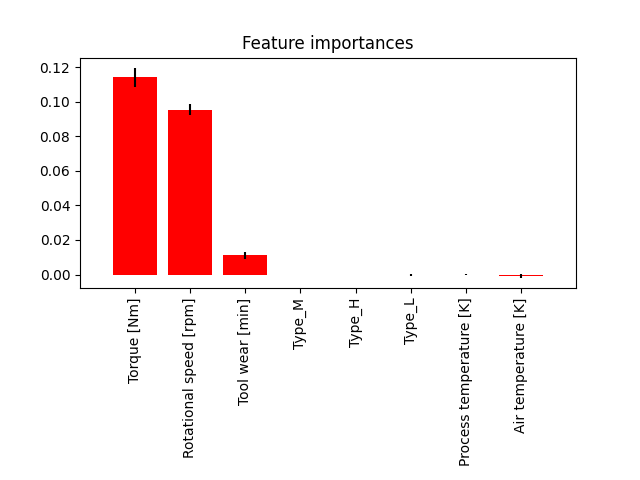 Feature importances
0.12
0.10
0.08
0.06
0.04
0.02
0.00
Torque [Nm]
Rotational speed [rpm]
Tool wear [min]
Type_M
Type_H
Type_L
Process temperature [K]
Air temperature [K]